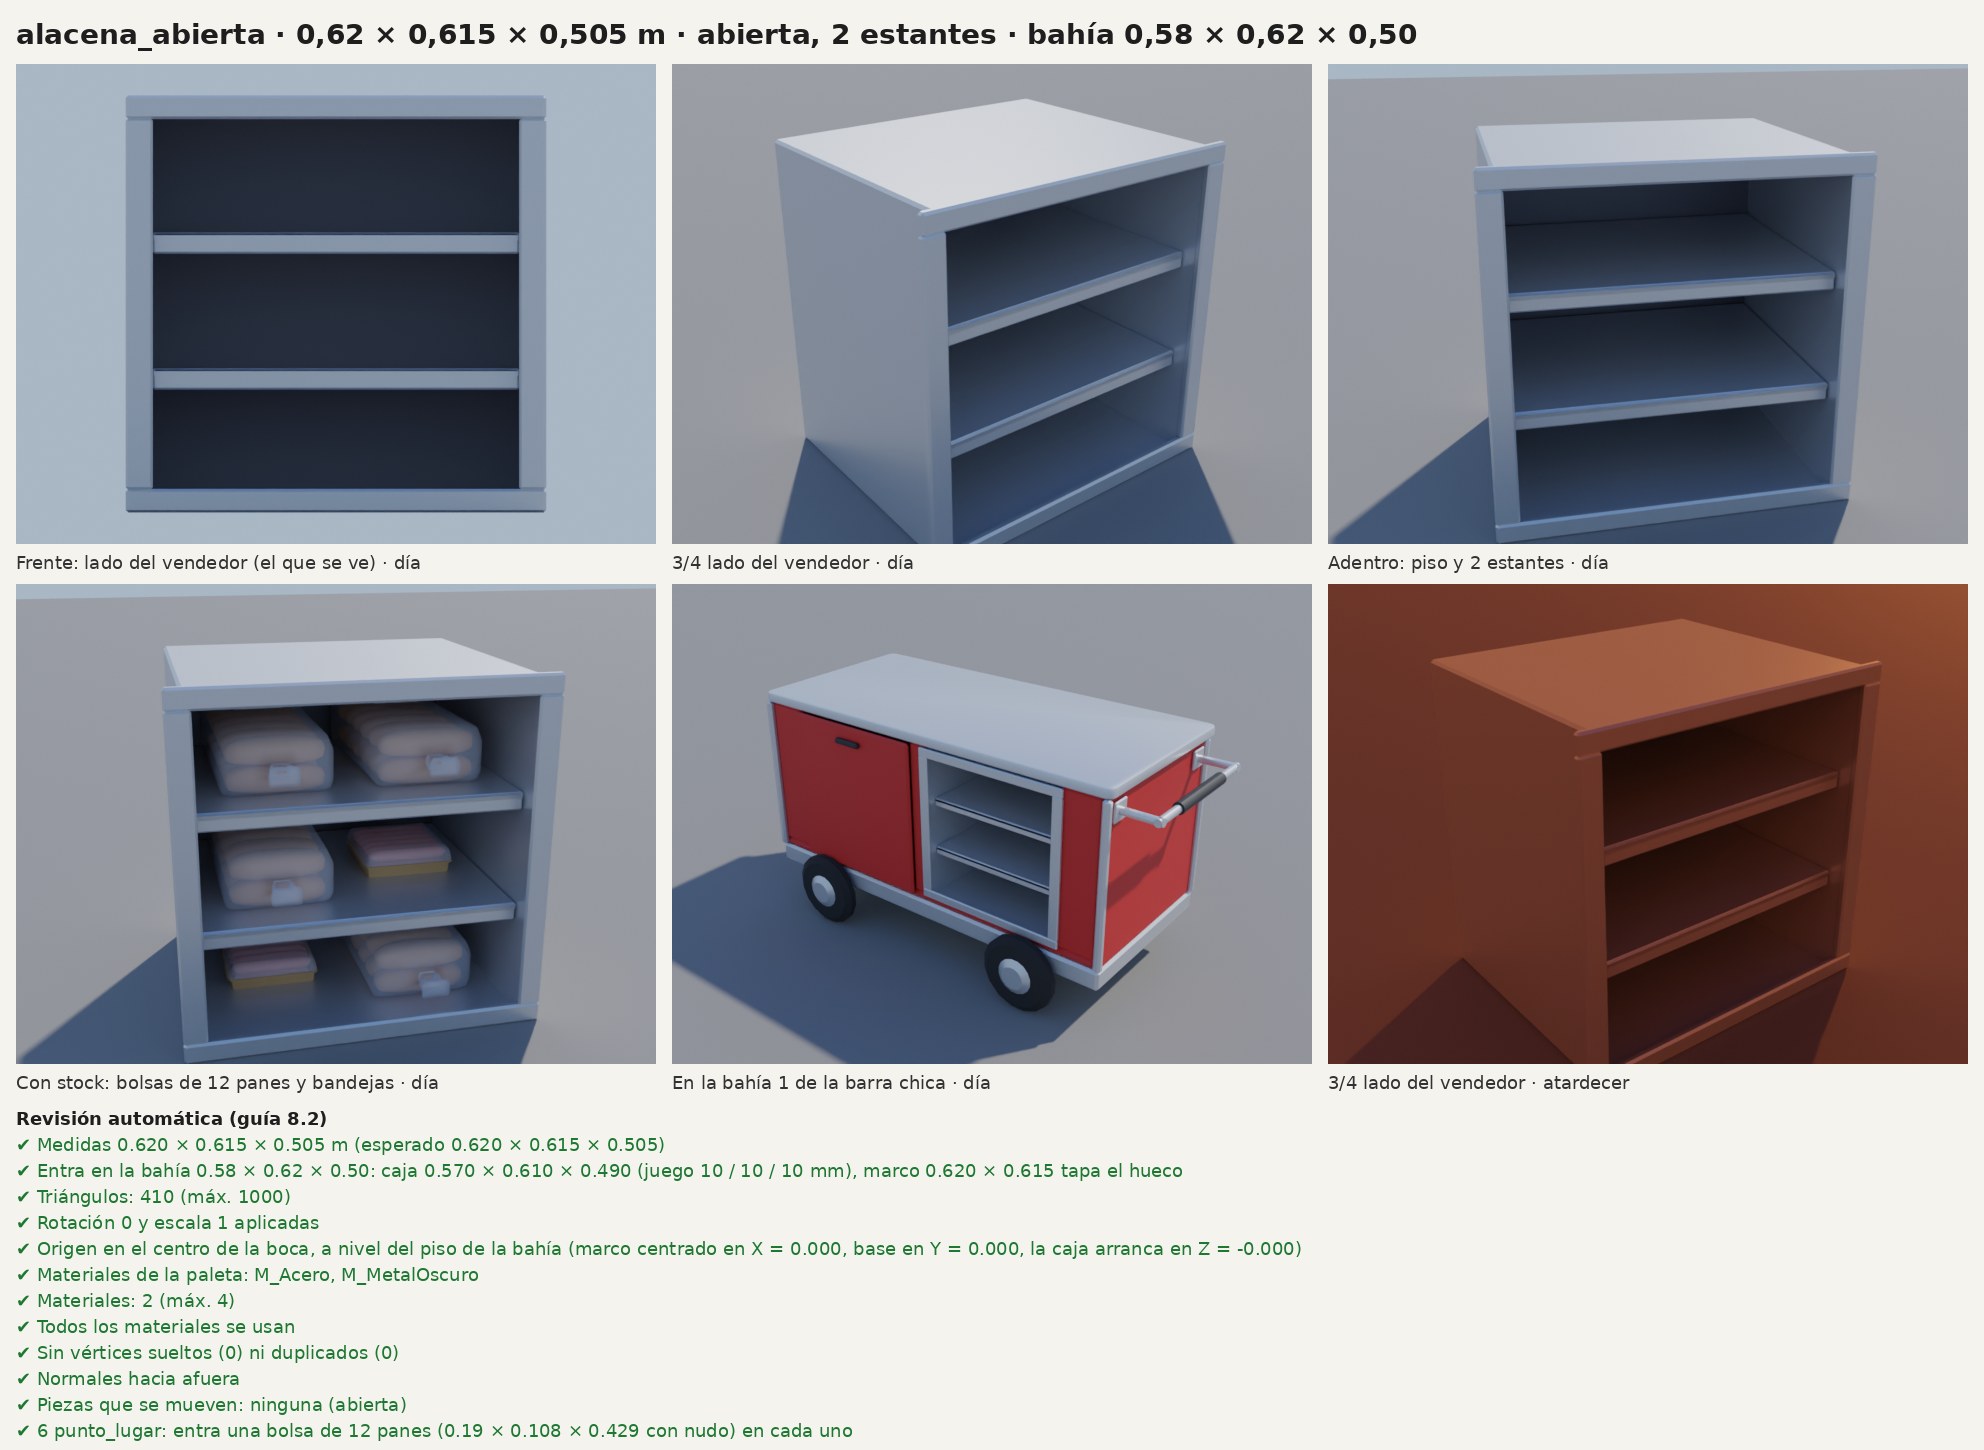 alacena_abierta · 0,62 × 0,615 × 0,505 m · abierta, 2 estantes · bahía 0,58 × 0,62 × 0,50
Frente: lado del vendedor (el que se ve) · día
3/4 lado del vendedor · día
Adentro: piso y 2 estantes · día
Con stock: bolsas de 12 panes y bandejas · día
En la bahía 1 de la barra chica · día
3/4 lado del vendedor · atardecer
Revisión automática (guía 8.2)
✔ Medidas 0.620 × 0.615 × 0.505 m (esperado 0.620 × 0.615 × 0.505)
✔ Entra en la bahía 0.58 × 0.62 × 0.50: caja 0.570 × 0.610 × 0.490 (juego 10 / 10 / 10 mm), marco 0.620 × 0.615 tapa el hueco
✔ Triángulos: 410 (máx. 1000)
✔ Rotación 0 y escala 1 aplicadas
✔ Origen en el centro de la boca, a nivel del piso de la bahía (marco centrado en X = 0.000, base en Y = 0.000, la caja arranca en Z = -0.000)
✔ Materiales de la paleta: M_Acero, M_MetalOscuro
✔ Materiales: 2 (máx. 4)
✔ Todos los materiales se usan
✔ Sin vértices sueltos (0) ni duplicados (0)
✔ Normales hacia afuera
✔ Piezas que se mueven: ninguna (abierta)
✔ 6 punto_lugar: entra una bolsa de 12 panes (0.19 × 0.108 × 0.429 con nudo) en cada uno